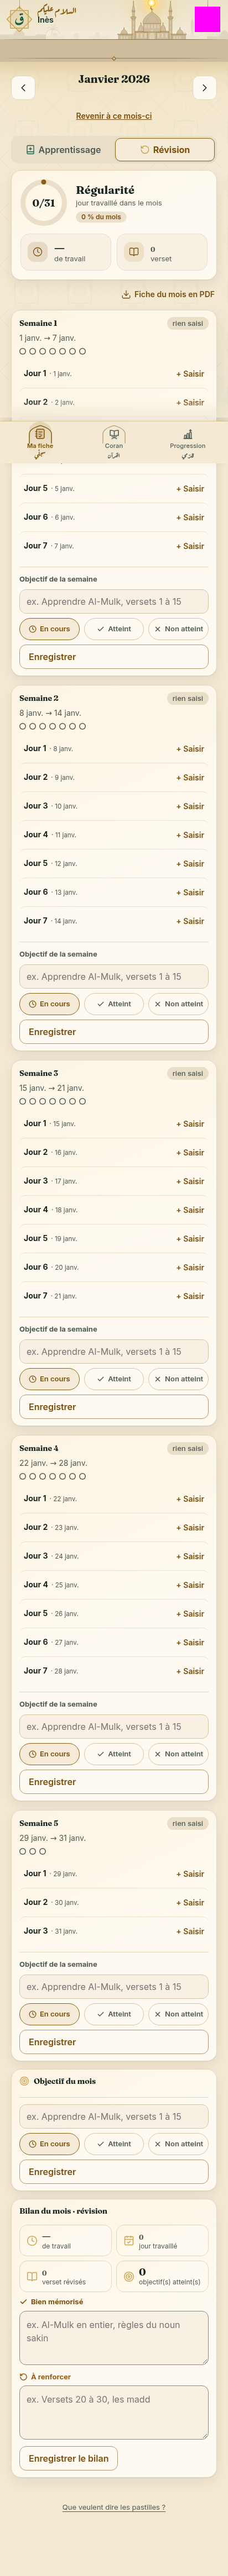 السلام عليكم
ق
Inès
Janvier 2026
Revenir à ce mois-ci
Apprentissage
Révision
0/31
Régularité
jour travaillé dans le mois
0 % du mois
—
de travail
0
verset
Fiche du mois en PDF
Semaine 1
rien saisi
1 janv. → 7 janv.
Jour 1 · 1 janv.
+ Saisir
Jour 2 · 2 janv.
+ Saisir
Ma fiche
Coran
القرآن
Progression
Jour 5 · 5 janv.
+ Saisir
Jour 6 · 6 janv.
+ Saisir
Jour 7 · 7 janv.
+ Saisir
Objectif de la semaine
ex. Apprendre Al-Mulk, versets 1 à 15
En cours
Atteint
Non atteint
Enregistrer
Semaine 2
rien saisi
8 janv. → 14 janv.
Jour 1 · 8 janv.
+ Saisir
Jour 2 · 9 janv.
+ Saisir
Jour 3 · 10 janv.
+ Saisir
Jour 4 · 11 janv.
+ Saisir
Jour 5 · 12 janv.
+ Saisir
Jour 6 · 13 janv.
+ Saisir
Jour 7 · 14 janv.
+ Saisir
Objectif de la semaine
ex. Apprendre Al-Mulk, versets 1 à 15
En cours
Atteint
Non atteint
Enregistrer
Semaine 3
rien saisi
15 janv. → 21 janv.
Jour 1 · 15 janv.
+ Saisir
Jour 2 · 16 janv.
+ Saisir
Jour 3 · 17 janv.
+ Saisir
Jour 4 · 18 janv.
+ Saisir
Jour 5 · 19 janv.
+ Saisir
Jour 6 · 20 janv.
+ Saisir
Jour 7 · 21 janv.
+ Saisir
Objectif de la semaine
ex. Apprendre Al-Mulk, versets 1 à 15
En cours
Atteint
Non atteint
Enregistrer
Semaine 4
rien saisi
22 janv. → 28 janv.
Jour 1 · 22 janv.
+ Saisir
Jour 2 · 23 janv.
+ Saisir
Jour 3 · 24 janv.
+ Saisir
Jour 4 · 25 janv.
+ Saisir
Jour 5 · 26 janv.
+ Saisir
Jour 6 · 27 janv.
+ Saisir
Jour 7 · 28 janv.
+ Saisir
Objectif de la semaine
ex. Apprendre Al-Mulk, versets 1 à 15
En cours
Atteint
Non atteint
Enregistrer
Semaine 5
rien saisi
29 janv. → 31 janv.
Jour 1 · 29 janv.
+ Saisir
Jour 2 · 30 janv.
+ Saisir
Jour 3 · 31 janv.
+ Saisir
Objectif de la semaine
ex. Apprendre Al-Mulk, versets 1 à 15
En cours
Atteint
Non atteint
Enregistrer
Objectif du mois
ex. Apprendre Al-Mulk, versets 1 à 15
En cours
Atteint
Non atteint
Enregistrer
Bilan du mois · révision
—
de travail
0
jour travaillé
0
verset révisés
0
objectif(s) atteint(s)
Bien mémorisé
ex. Al-Mulk en entier, règles du noun
sakin
À renforcer
ex. Versets 20 à 30, les madd
Enregistrer le bilan
Que veulent dire les pastilles ?